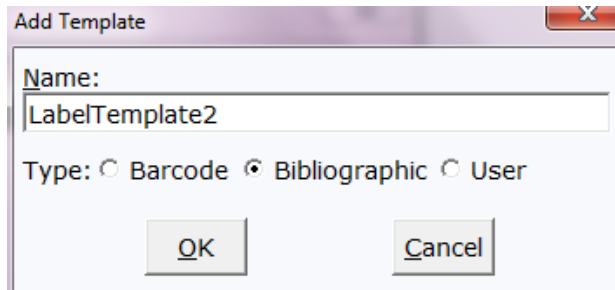 Add Template
Name:
LabelTemplate2
Type: Barcode Bibliographic User
OK Cancel